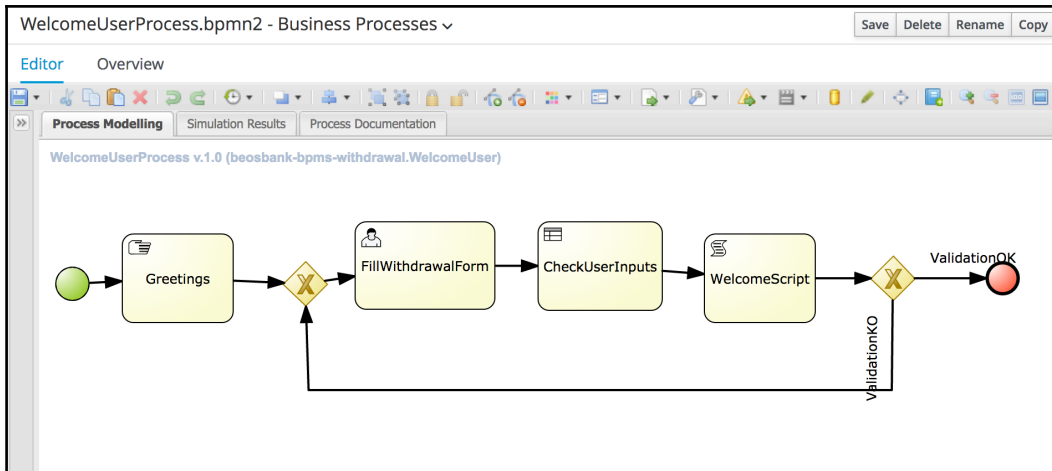 WelcomeUserProcess.bpmn2 - Business Processes
Save Delete Rename Copy
Editor Overview
Process Modelling Simulation Results Process Documentation
WelcomeUserProcess v.1.0 (beosbank-bpms-withdrawal.WelcomeUser)
Greetings
FillWithdrawalForm
CheckUserInputs
WelcomeScript
ValidationOK
ValidationKO